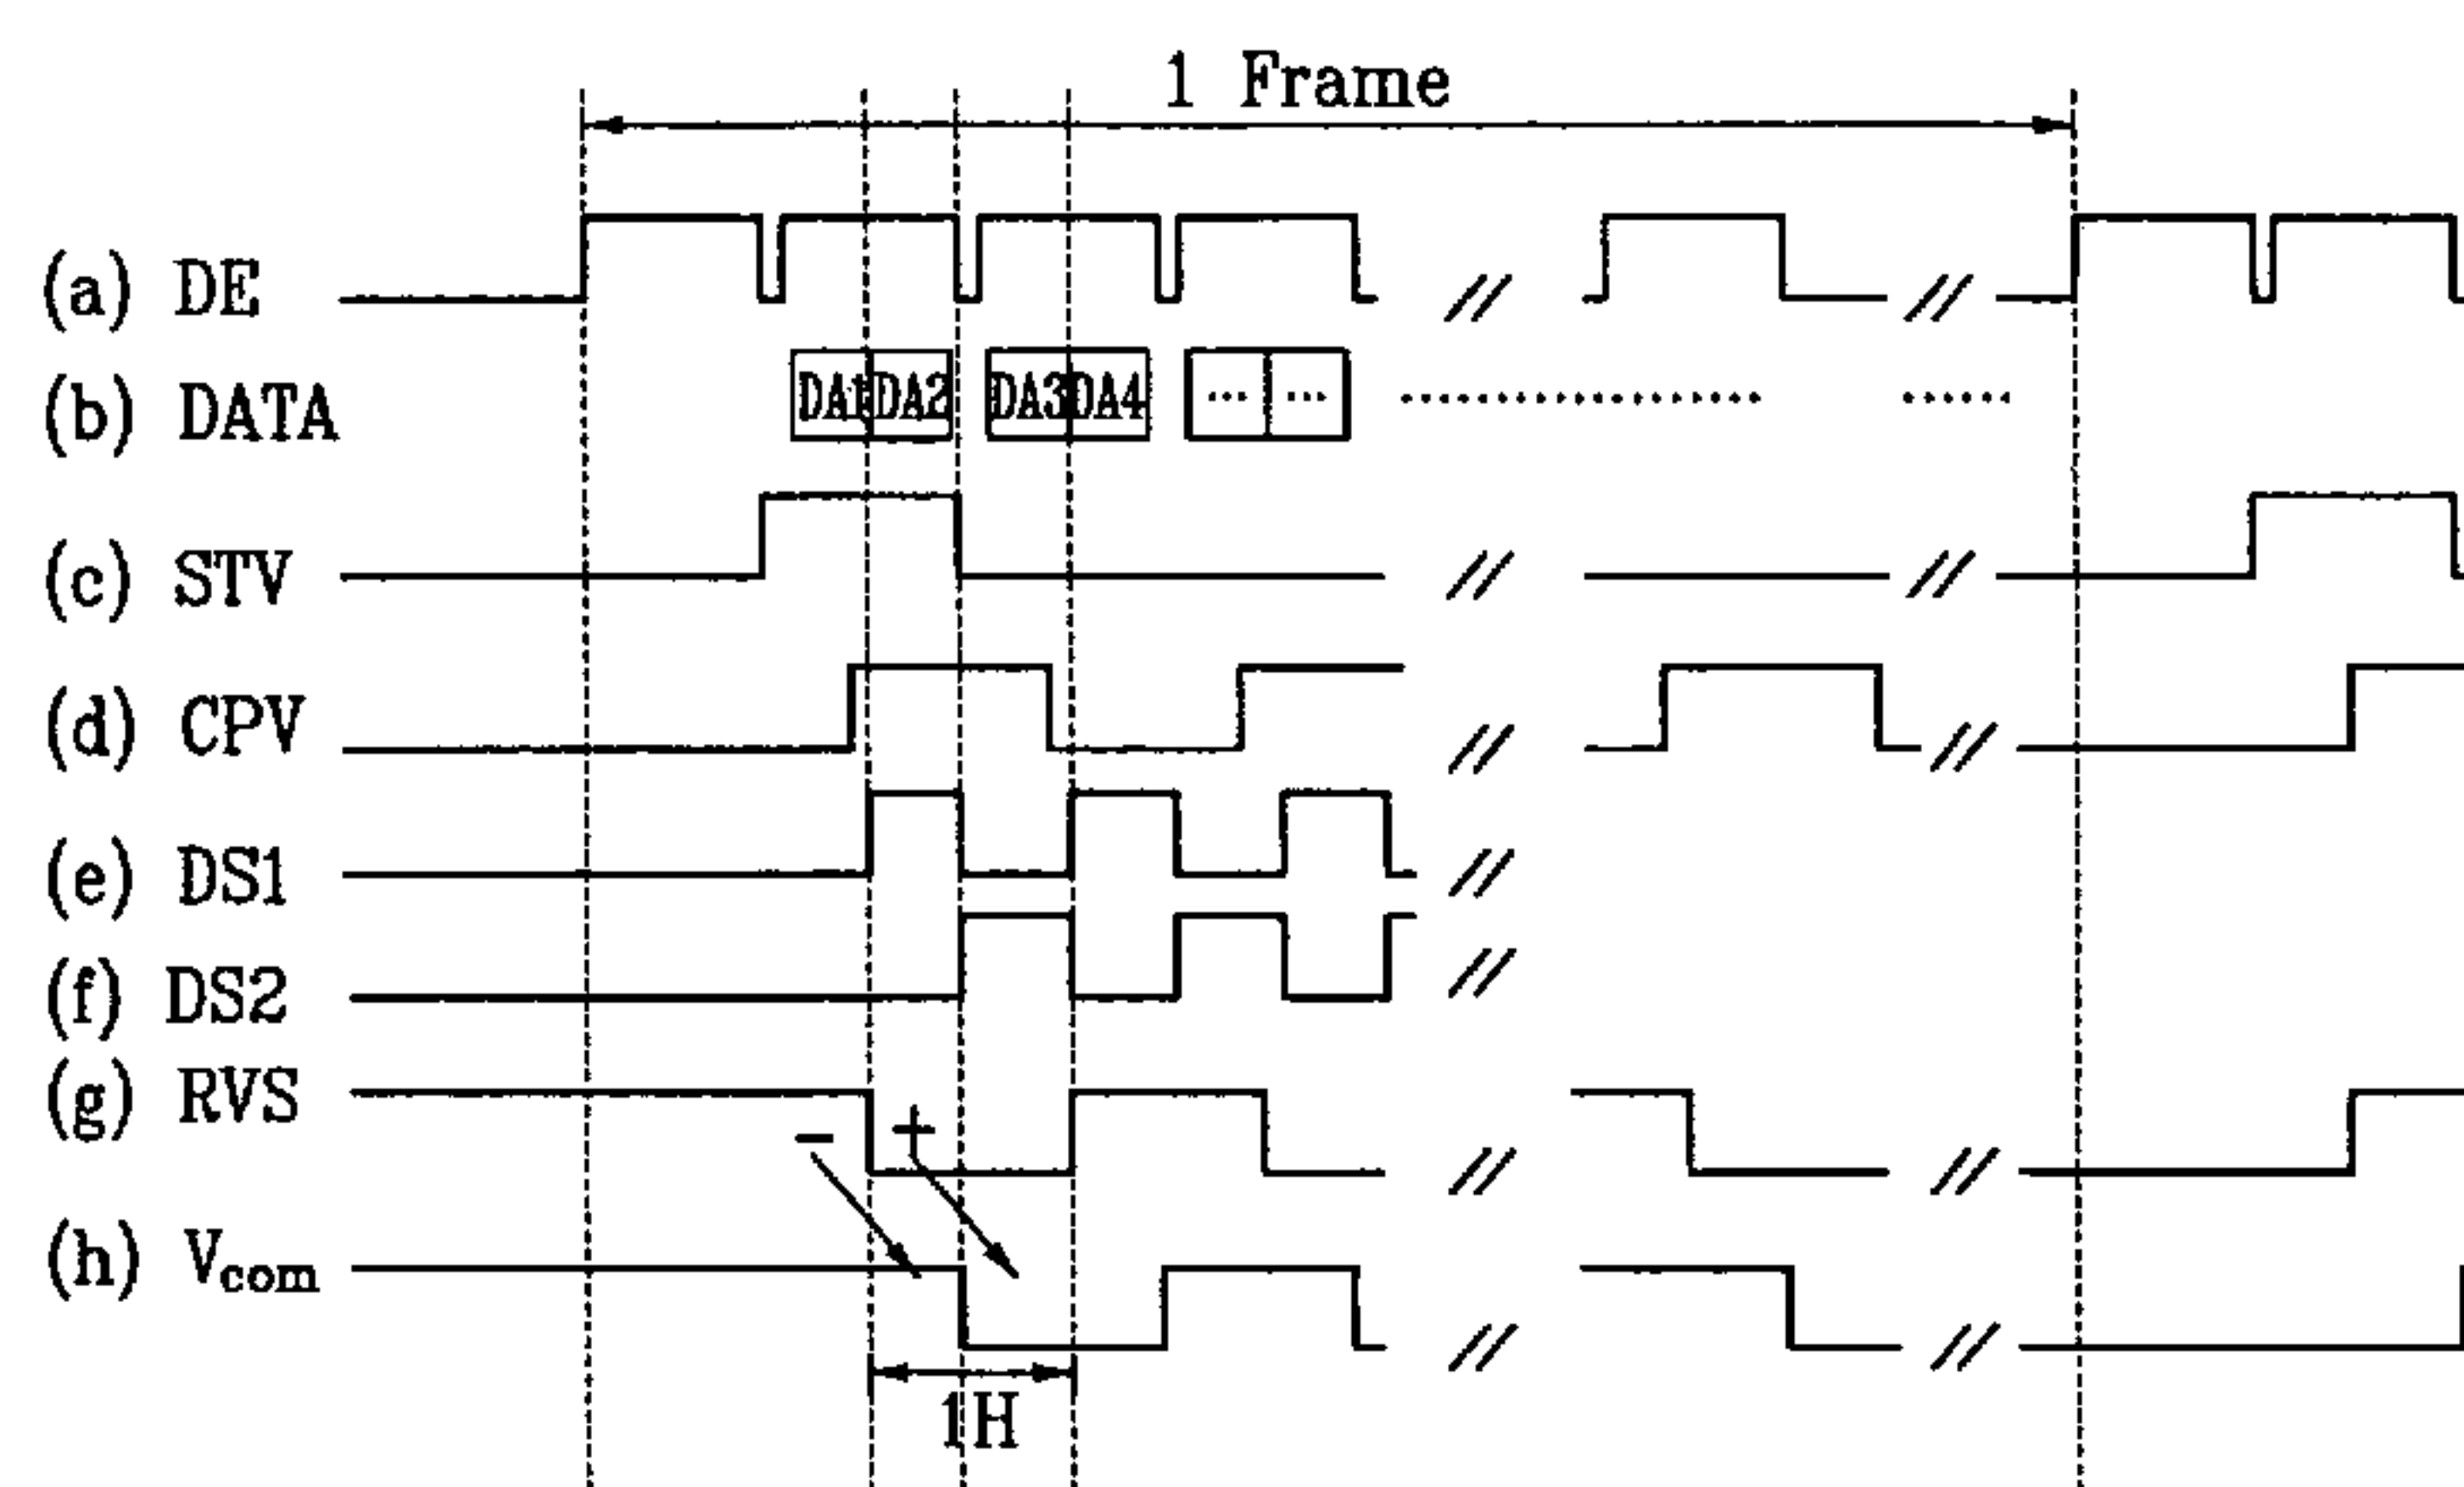 1 Frame
(a) DE
(b) DATA
DA1 DA2 DA3 DA4 ... ...
(c) STV
(d) CPV
(e) DS1
(f) DS2
(g) RVS
- +
(h) Vcom
1H